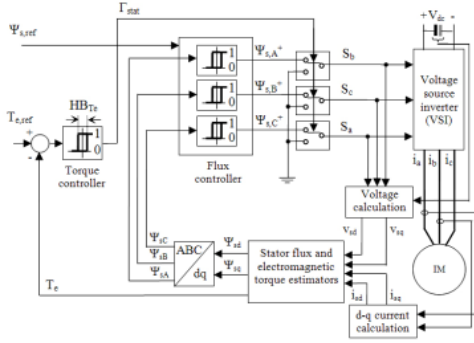 Γstat
+Vdc -
Ψs,ref
1
0
Ψs,A+
Sb
Te,ref
HBTe
1
0
Ψs,B+
Sc
Voltage
source
inverter
(VSI)
+
-
1
0
1
0
Ψs,C+
Sa
Torque
controller
Flux
controller
ia ib ic
Voltage
calculation
ΨsC
ΨsB
ΨsA
ABC
dq
Ψsd
Ψsq
vsd
vsq
Stator flux and
electromagnetic
torque estimators
IM
Te
isd
isq
d-q current
calculation